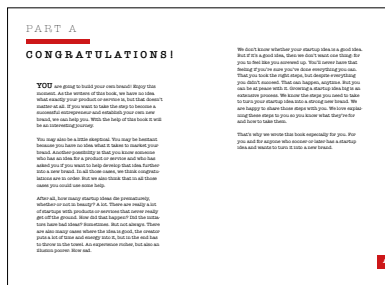 PART A
CONGRATULATIONS!
YOU are going to build your own brand! Enjoy this
moment. As the writers of this book, we have no idea
what exactly your product or service is, but that doesn't
matter at all. If you want to take the step to become a
successful entrepreneur and establish your own new
brand, we can help you. With the help of this book it will
be an interesting journey.
You may also be a little skeptical. You may be hesitant
because you have no idea what it takes to market your
brand. Another possibility is that you know someone
who has an idea for a product or service and who has
asked you if you want to help develop that idea further
into a new brand. In all those cases, we think congratu-
lations are in order. But we also think that in all those
cases you could use some help.
After all, how many startup ideas die prematurely,
whether or not in beauty? A lot. There are really a lot
of startups with products or services that never really
get off the ground. How did that happen? Did the initia-
tors have bad ideas? Sometimes. But not always. There
are also many cases where the idea is good, the creator
puts a lot of time and energy into it, but in the end has
to throw in the towel. An experience richer, but also an
illusion poorer. How sad.
We don't know whether your startup idea is a good idea.
But if it's a good idea, then we don't want one thing: for
you to feel like you screwed up. You'll never have that
feeling if you're sure you've done everything you can.
That you took the right steps, but despite everything
you didn't succeed. That can happen, anytime. But you
can be at peace with it. Growing a startup idea big is an
extensive process. We know the steps you need to take
to turn your startup idea into a strong new brand. We
are happy to share those steps with you. We love explai-
ning these steps to you so you know what they're for
and how to take them.
That's why we wrote this book especially for you. For
you and for anyone who sooner or later has a startup
idea and wants to turn it into a new brand.